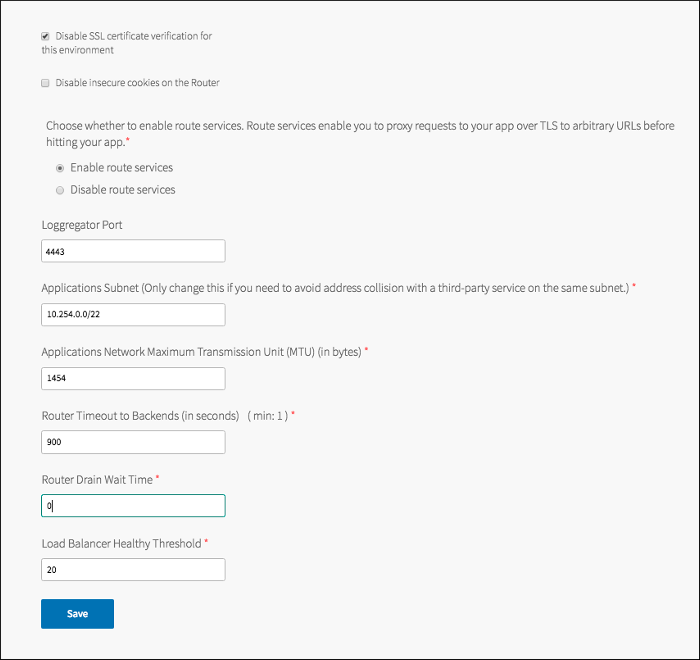 Disable SSL certificate verification for
this environment
Disable insecure cookies on the Router
Choose whether to enable route services. Route services enable you to proxy requests to your app over TLS to arbitrary URLs before
hitting your app.*
Enable route services
Disable route services
Loggregator Port
4443
Applications Subnet (Only change this if you need to avoid address collision with a third-party service on the same subnet.) *
10.254.0.0/22
Applications Network Maximum Transmission Unit (MTU) (in bytes) *
1454
Router Timeout to Backends (in seconds) ( min: 1 ) *
900
Router Drain Wait Time *
0
Load Balancer Healthy Threshold *
20
Save